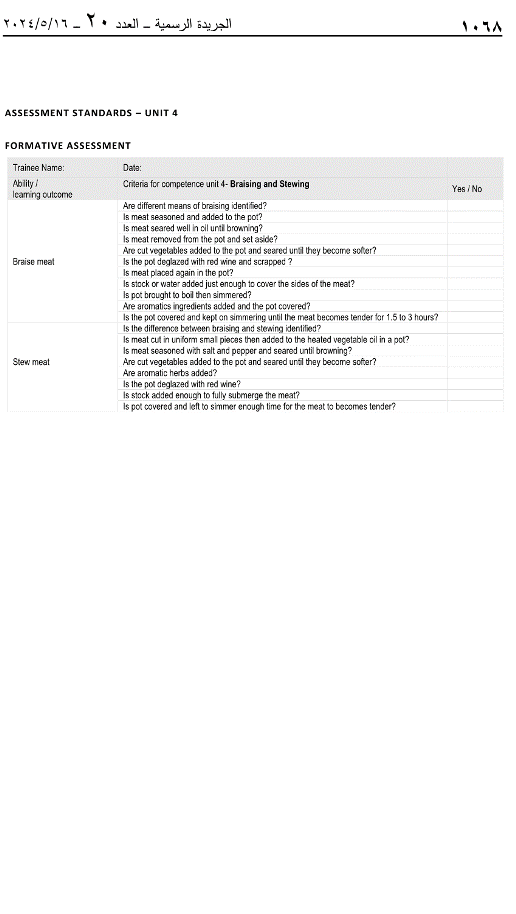 ١٠٦٨ الجريدة الرسمية – العدد ٢٠ – ٢٠٢٤/٥/١٦
ASSESSMENT STANDARDS – UNIT 4
FORMATIVE ASSESSMENT
Trainee Name: Date:
Ability / learning outcome Criteria for competence unit 4- Braising and Stewing Yes / No
Braise meat
Are different means of braising identified?
Is meat seasoned and added to the pot?
Is meat seared well in oil until browning?
Is meat removed from the pot and set aside?
Are cut vegetables added to the pot and seared until they become softer?
Is the pot deglazed with red wine and scrapped ?
Is meat placed again in the pot?
Is stock or water added just enough to cover the sides of the meat?
Is pot brought to boil then simmered?
Are aromatics ingredients added and the pot covered?
Is the pot covered and kept on simmering until the meat becomes tender for 1.5 to 3 hours?
Stew meat
Is the difference between braising and stewing identified?
Is meat cut in uniform small pieces then added to the heated vegetable oil in a pot?
Is meat seasoned with salt and pepper and seared until browning?
Are cut vegetables added to the pot and seared until they become softer?
Are aromatic herbs added?
Is the pot deglazed with red wine?
Is stock added enough to fully submerge the meat?
Is pot covered and left to simmer enough time for the meat to becomes tender?